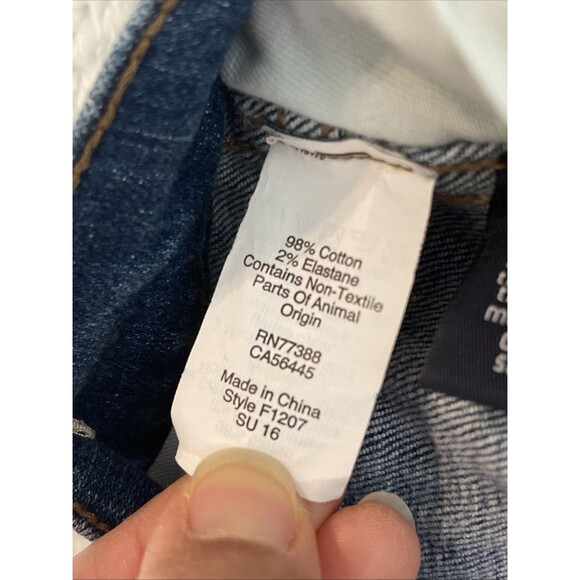 98% Cotton
2% Elastane
Contains Non-Textile
Parts Of Animal
Origin
RN77388
CA56445
Made in China
Style F1207
SU 16